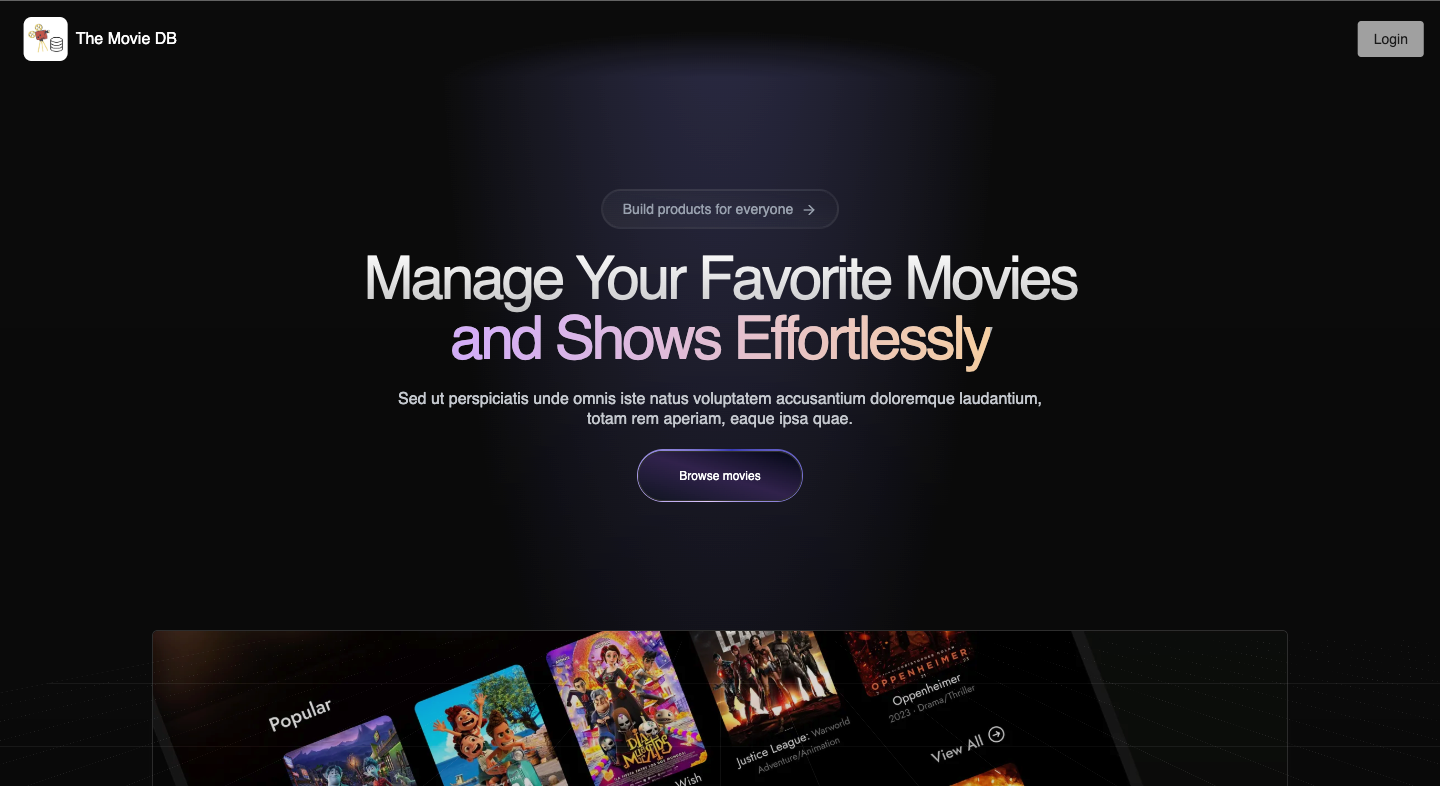 The Movie DB
Login
Build products for everyone
Manage Your Favorite Movies
and Shows Effortlessly
Sed ut perspiciatis unde omnis iste natus voluptatem accusantium doloremque laudantium,
totam rem aperiam, eaque ipsa quae.
Browse movies
Popular
Wish
Justice League: Warworld
Adventure/Animation
OPPENHEIMER
Oppenheimer
2023 · Drama/Thriller
View All